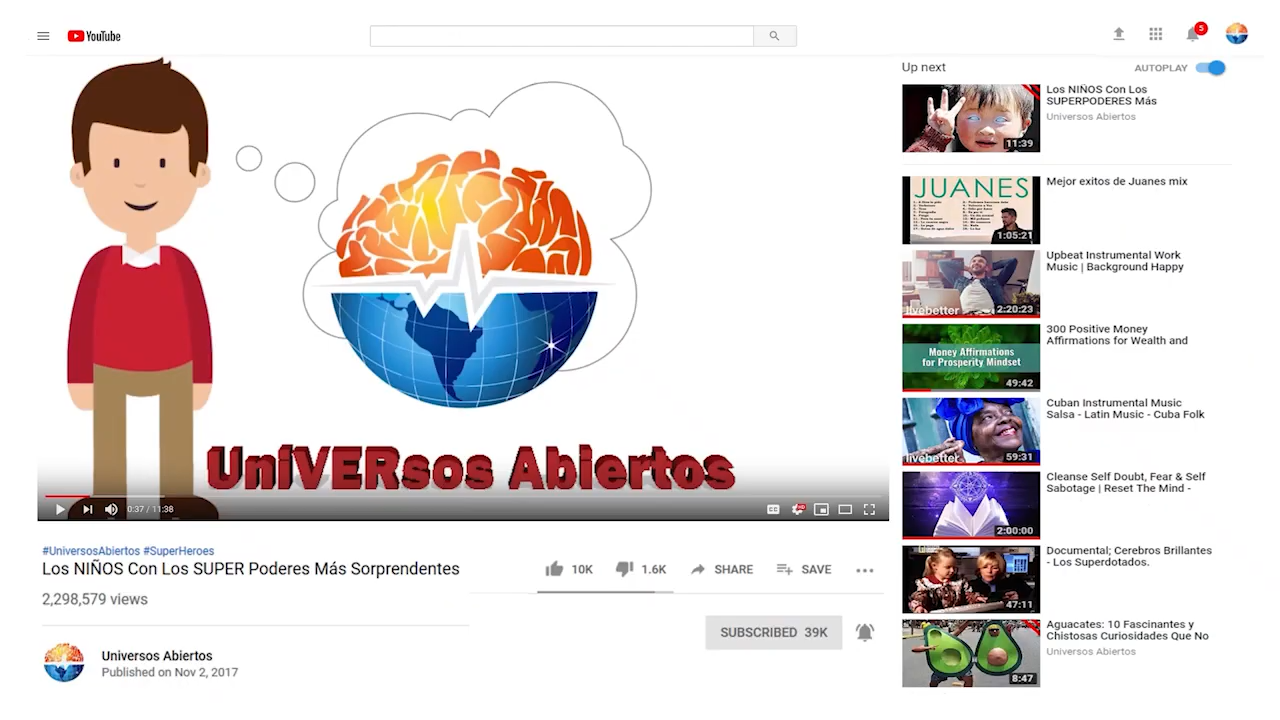 YouTube
5
Up next
AUTOPLAY
Los NIÑOS Con Los
SUPERPODERES Más
Universos Abiertos
11:39
JUANES
1:05:21
Mejor exitos de Juanes mix
Upbeat Instrumental Work
Music | Background Happy
livebetter
2:20:23
300 Positive Money
Affirmations for Wealth and
Money Affirmations
for Prosperity Mindset
49:42
Cuban Instrumental Music
Salsa - Latin Music - Cuba Folk
livebetter
59:31
Cleanse Self Doubt, Fear & Self
Sabotage | Reset The Mind -
2:00:00
Documental; Cerebros Brillantes
- Los Superdotados.
47:11
Aguacates: 10 Fascinantes y
Chistosas Curiosidades Que No
Universos Abiertos
8:47
UniVERsos Abiertos
0:37 / 11:38
CC
HD
#UniversosAbiertos #SuperHeroes
Los NIÑOS Con Los SUPER Poderes Más Sorprendentes
10K
1.6K
SHARE
SAVE
2,298,579 views
SUBSCRIBED 39K
Universos Abiertos
Published on Nov 2, 2017